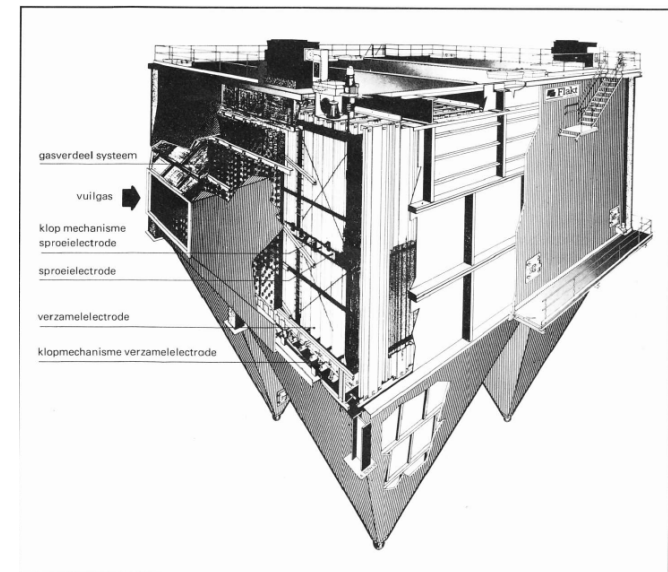 Fläkt
gasverdeel systeem
vuilgas
klop mechanisme
sproeielectrode
sproeielectrode
verzamelelectrode
klopmechanisme verzamelelectrode